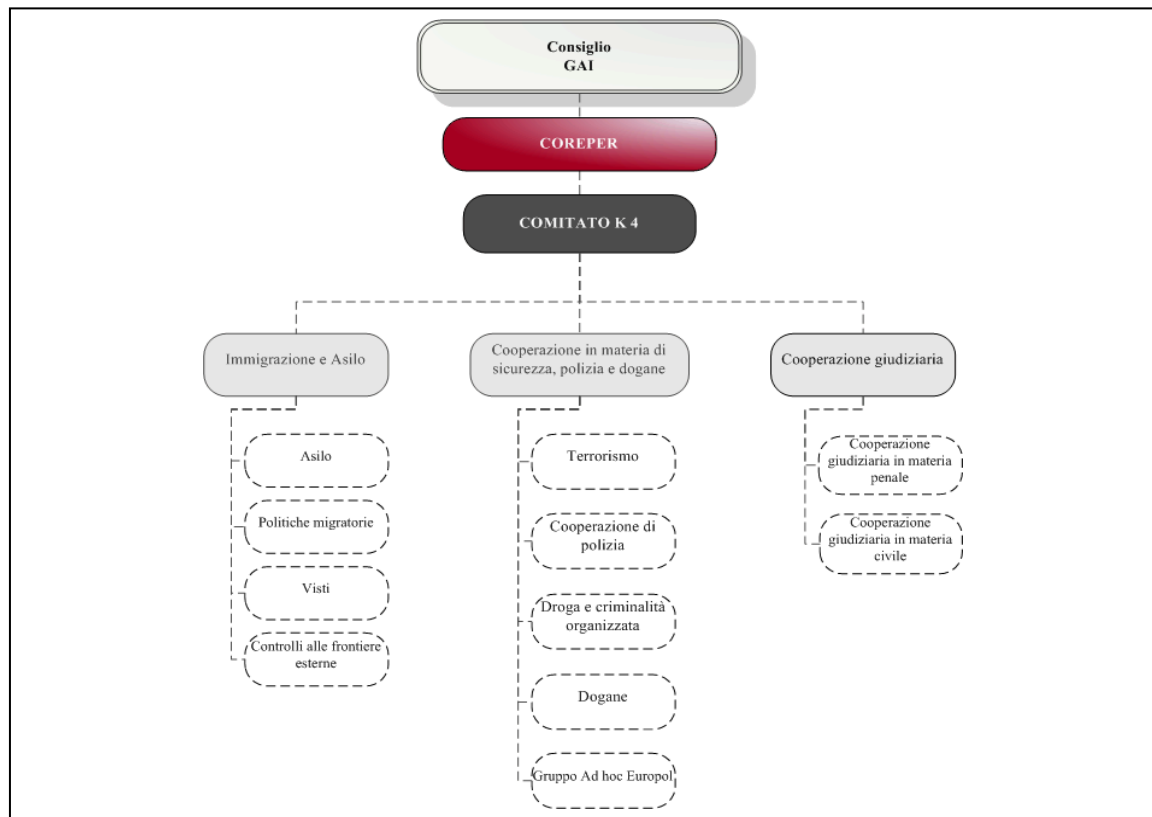 Consiglio
GAI
COREPER
COMITATO K 4
Immigrazione e Asilo
Cooperazione in materia di
sicurezza, polizia e dogane
Cooperazione giudiziaria
Asilo
Politiche migratorie
Visti
Controlli alle frontiere
esterne
Terrorismo
Cooperazione di
polizia
Droga e criminalità
organizzata
Dogane
Gruppo Ad hoc Europol
Cooperazione
giudiziaria in materia
penale
Cooperazione
giudiziaria in materia
civile